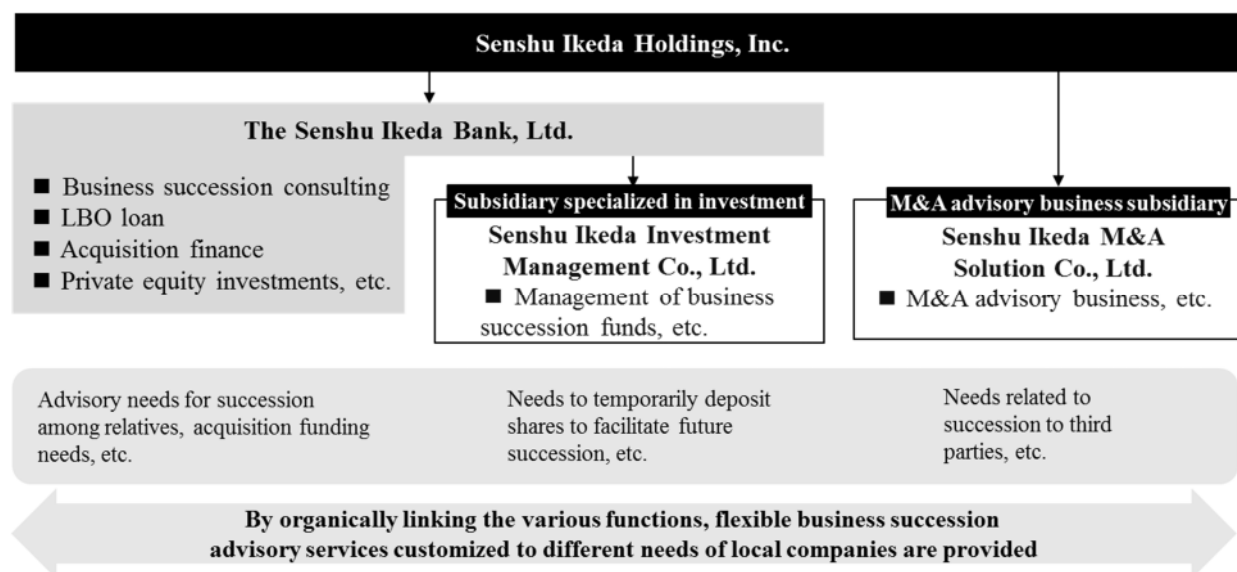 Senshu Ikeda Holdings, Inc.
The Senshu Ikeda Bank, Ltd.
■ Business succession consulting
■ LBO loan
■ Acquisition finance
■ Private equity investments, etc.
Subsidiary specialized in investment
Senshu Ikeda Investment
Management Co., Ltd.
■ Management of business
succession funds, etc.
M&A advisory business subsidiary
Senshu Ikeda M&A
Solution Co., Ltd.
■ M&A advisory business, etc.
Advisory needs for succession
among relatives, acquisition funding
needs, etc.
Needs to temporarily deposit
shares to facilitate future
succession, etc.
Needs related to
succession to third
parties, etc.
By organically linking the various functions, flexible business succession
advisory services customized to different needs of local companies are provided